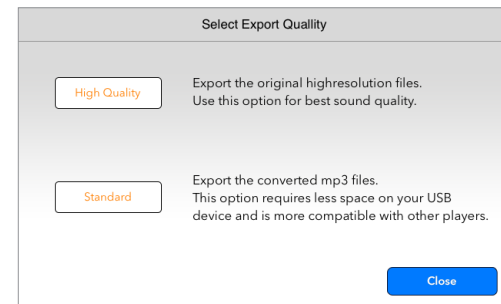 Select Export Quallity
High Quality
Export the original highresolution files.
Use this option for best sound quality.
Standard
Export the converted mp3 files.
This option requires less space on your USB
device and is more compatible with other players.
Close